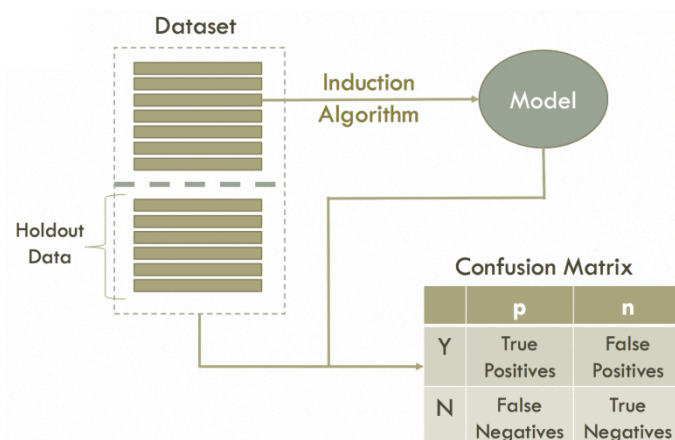 Dataset
Induction
Algorithm
Model
Holdout
Data
Confusion Matrix
p n
Y True Positives False Positives
N False Negatives True Negatives